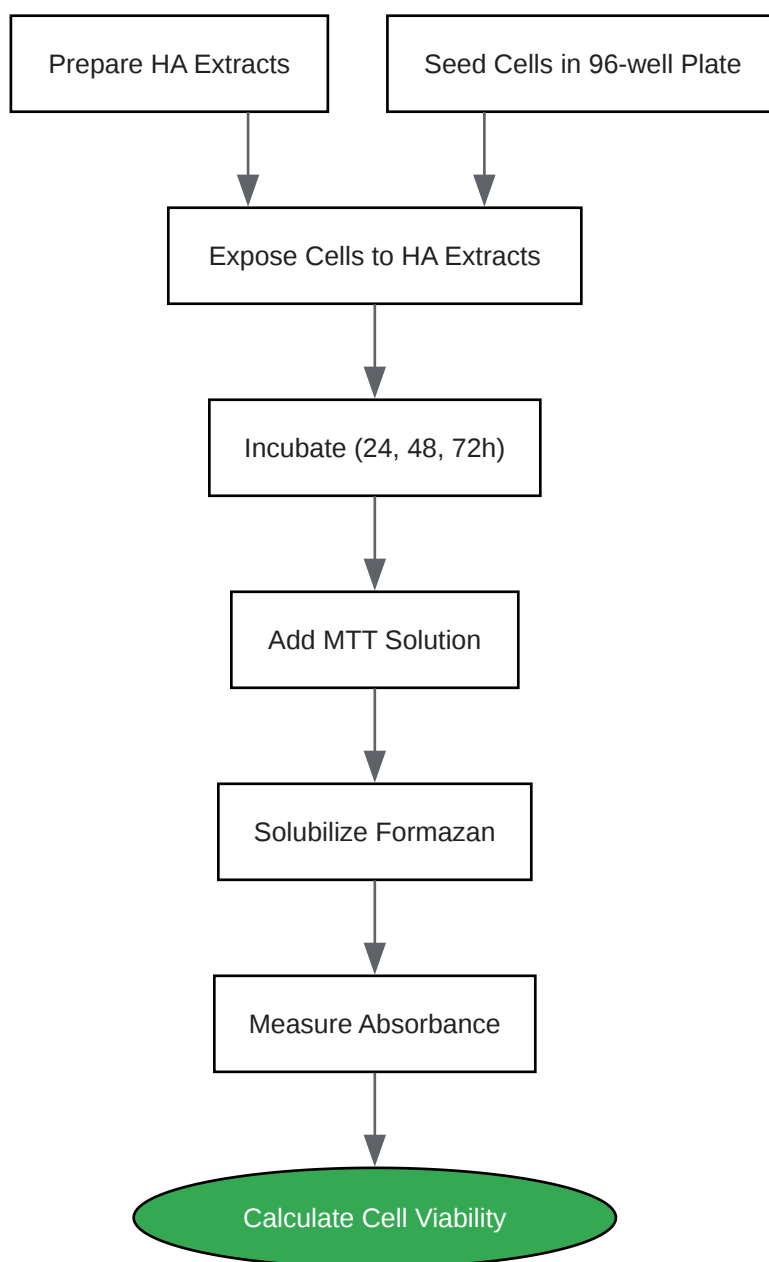 Prepare HA Extracts
Seed Cells in 96-well Plate
Expose Cells to HA Extracts
Incubate (24, 48, 72h)
Add MTT Solution
Solubilize Formazan
Measure Absorbance
Calculate Cell Viability